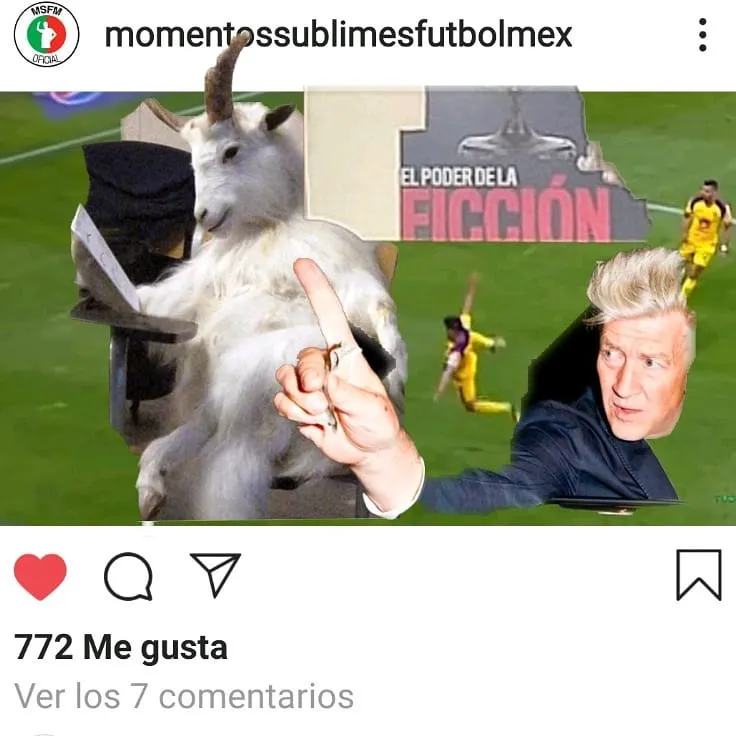 MSFM
OFICIAL
momentossublimesfutbolmex
EL PODER DE LA
FICCIÓN
772 Me gusta
Ver los 7 comentarios